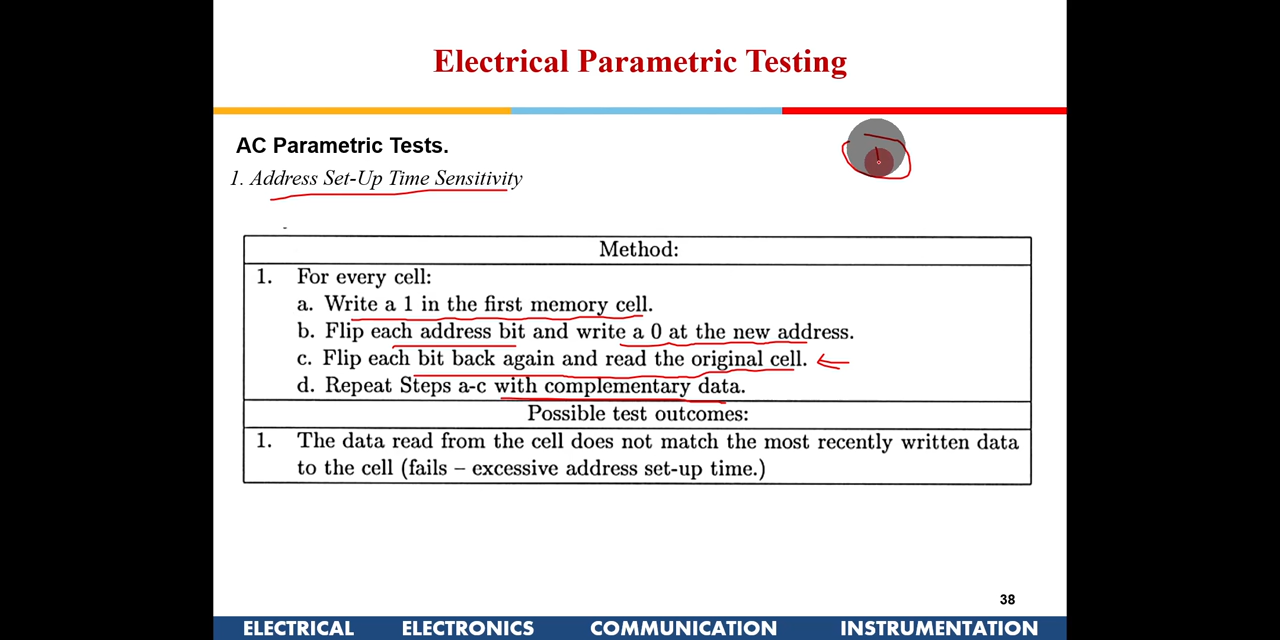 Electrical Parametric Testing
AC Parametric Tests.
1. Address Set-Up Time Sensitivity
Method:
1. For every cell:
a. Write a 1 in the first memory cell.
b. Flip each address bit and write a 0 at the new address.
c. Flip each bit back again and read the original cell.
d. Repeat Steps a-c with complementary data.
Possible test outcomes:
1. The data read from the cell does not match the most recently written data
to the cell (fails – excessive address set-up time.)
38
ELECTRICAL ELECTRONICS COMMUNICATION INSTRUMENTATION